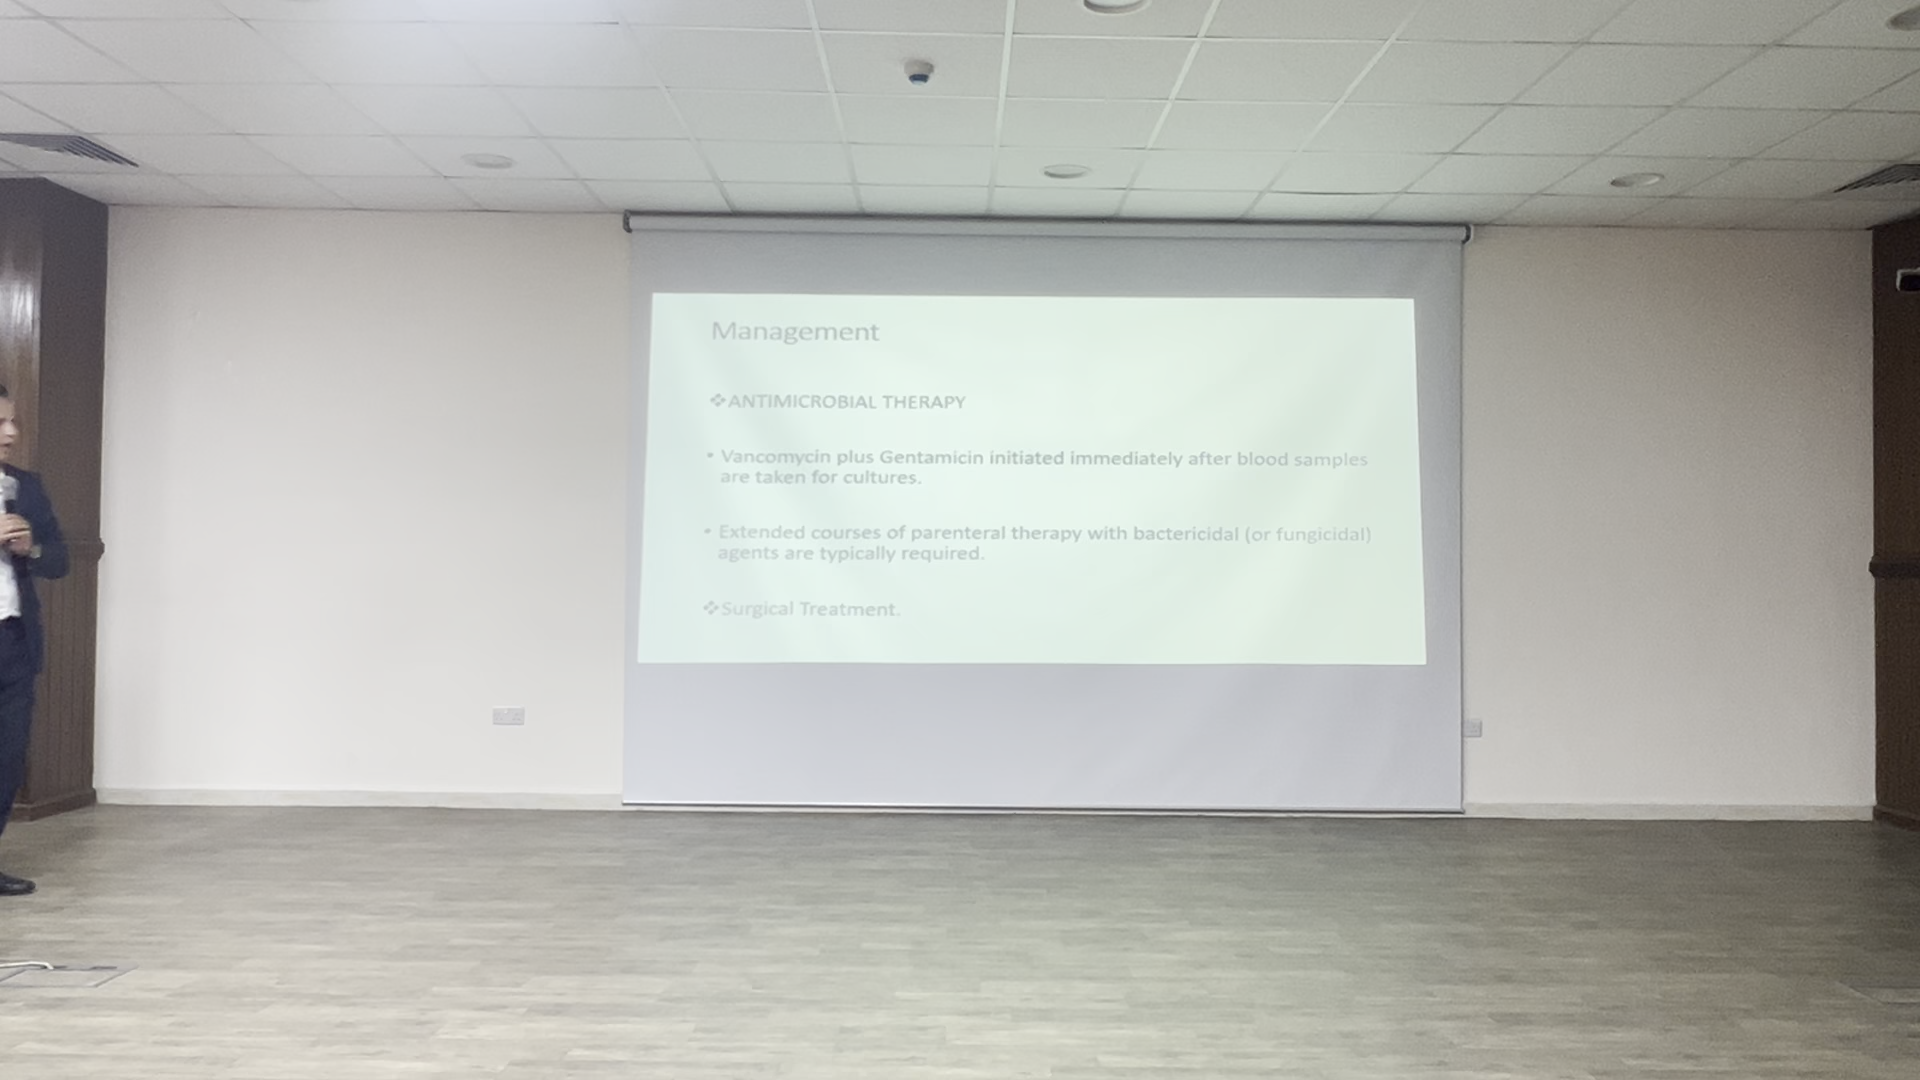 Management
❖ANTIMICROBIAL THERAPY
• Vancomycin plus Gentamicin initiated immediately after blood samples
are taken for cultures.
• Extended courses of parenteral therapy with bactericidal (or fungicidal)
agents are typically required.
❖Surgical Treatment.